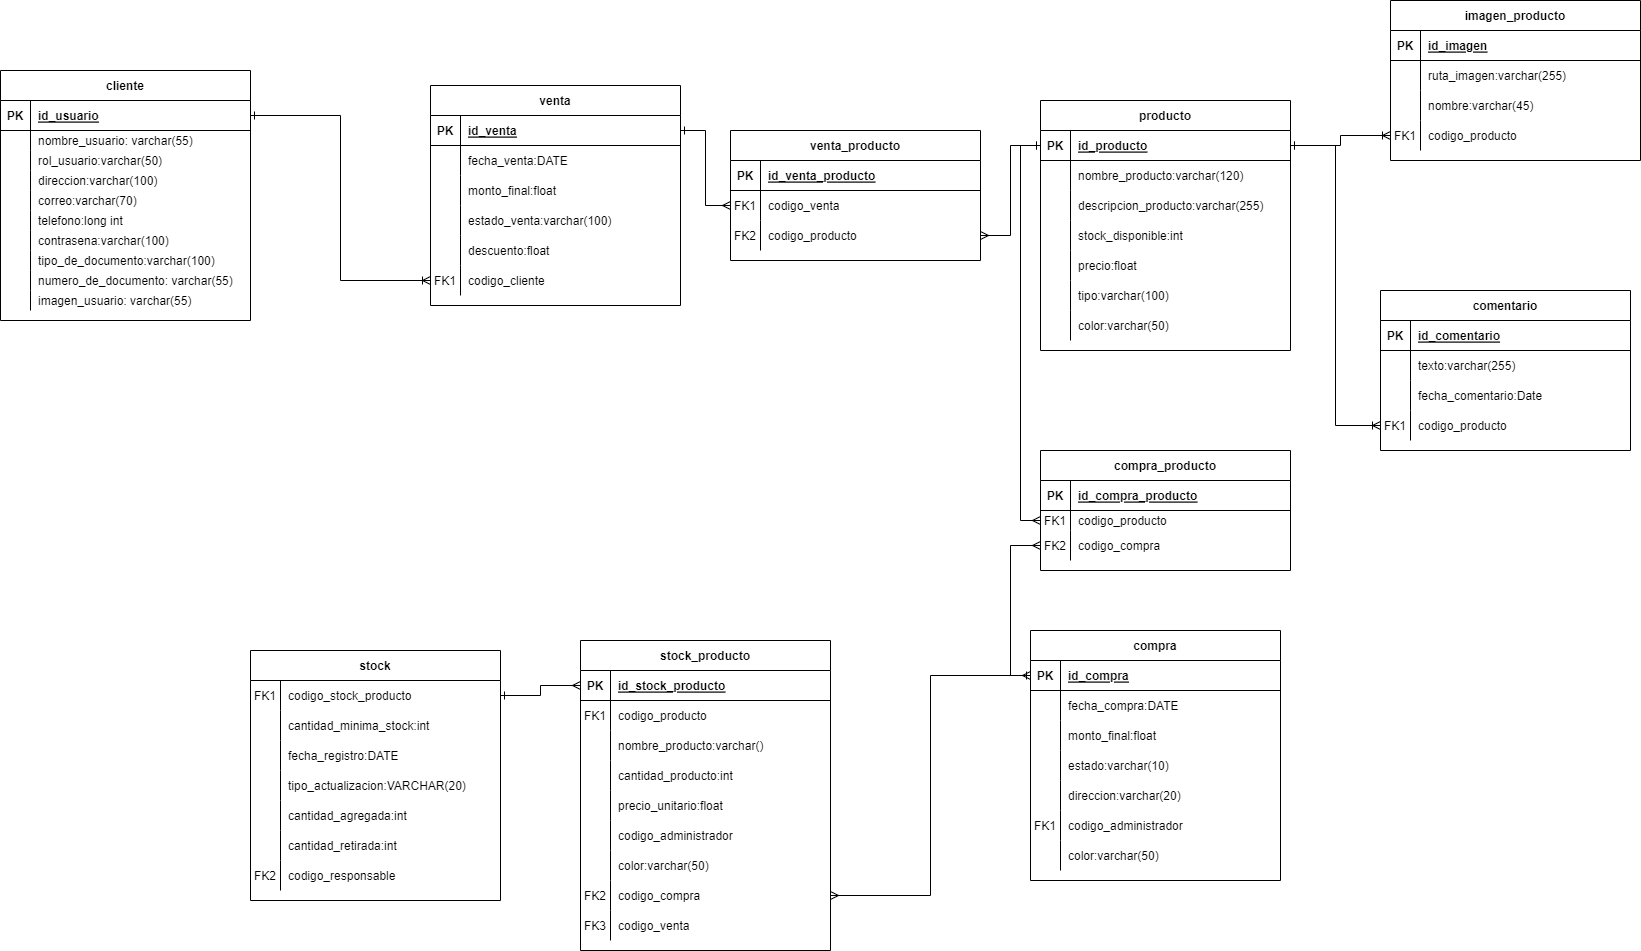 cliente
PK id_usuario
nombre_usuario: varchar(55)
rol_usuario:varchar(50)
direccion:varchar(100)
correo:varchar(70)
telefono:long int
contrasena:varchar(100)
tipo_de_documento:varchar(100)
numero_de_documento: varchar(55)
imagen_usuario: varchar(55)
venta
PK id_venta
fecha_venta:DATE
monto_final:float
estado_venta:varchar(100)
descuento:float
FK1 codigo_cliente
venta_producto
PK id_venta_producto
FK1 codigo_venta
FK2 codigo_producto
producto
PK id_producto
nombre_producto:varchar(120)
descripcion_producto:varchar(255)
stock_disponible:int
precio:float
tipo:varchar(100)
color:varchar(50)
imagen_producto
PK id_imagen
ruta_imagen:varchar(255)
nombre:varchar(45)
FK1 codigo_producto
comentario
PK id_comentario
texto:varchar(255)
fecha_comentario:Date
FK1 codigo_producto
compra_producto
PK id_compra_producto
FK1 codigo_producto
FK2 codigo_compra
stock
FK1 codigo_stock_producto
cantidad_minima_stock:int
fecha_registro:DATE
tipo_actualizacion:VARCHAR(20)
cantidad_agregada:int
cantidad_retirada:int
FK2 codigo_responsable
stock_producto
PK id_stock_producto
FK1 codigo_producto
nombre_producto:varchar()
cantidad_producto:int
precio_unitario:float
codigo_administrador
color:varchar(50)
FK2 codigo_compra
FK3 codigo_venta
compra
PK id_compra
fecha_compra:DATE
monto_final:float
estado:varchar(10)
direccion:varchar(20)
FK1 codigo_administrador
color:varchar(50)